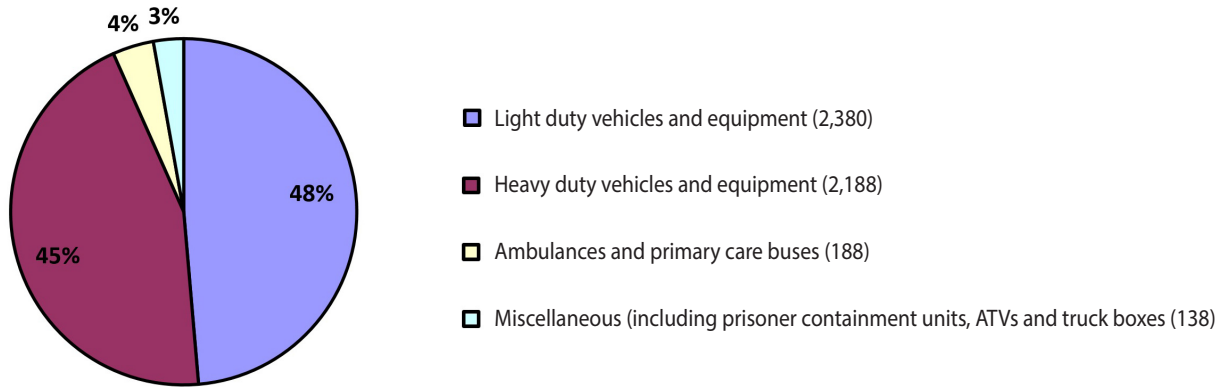 4%
3%
48%
45%
Light duty vehicles and equipment (2,380)
Heavy duty vehicles and equipment (2,188)
Ambulances and primary care buses (188)
Miscellaneous (including prisoner containment units, ATVs and truck boxes (138)